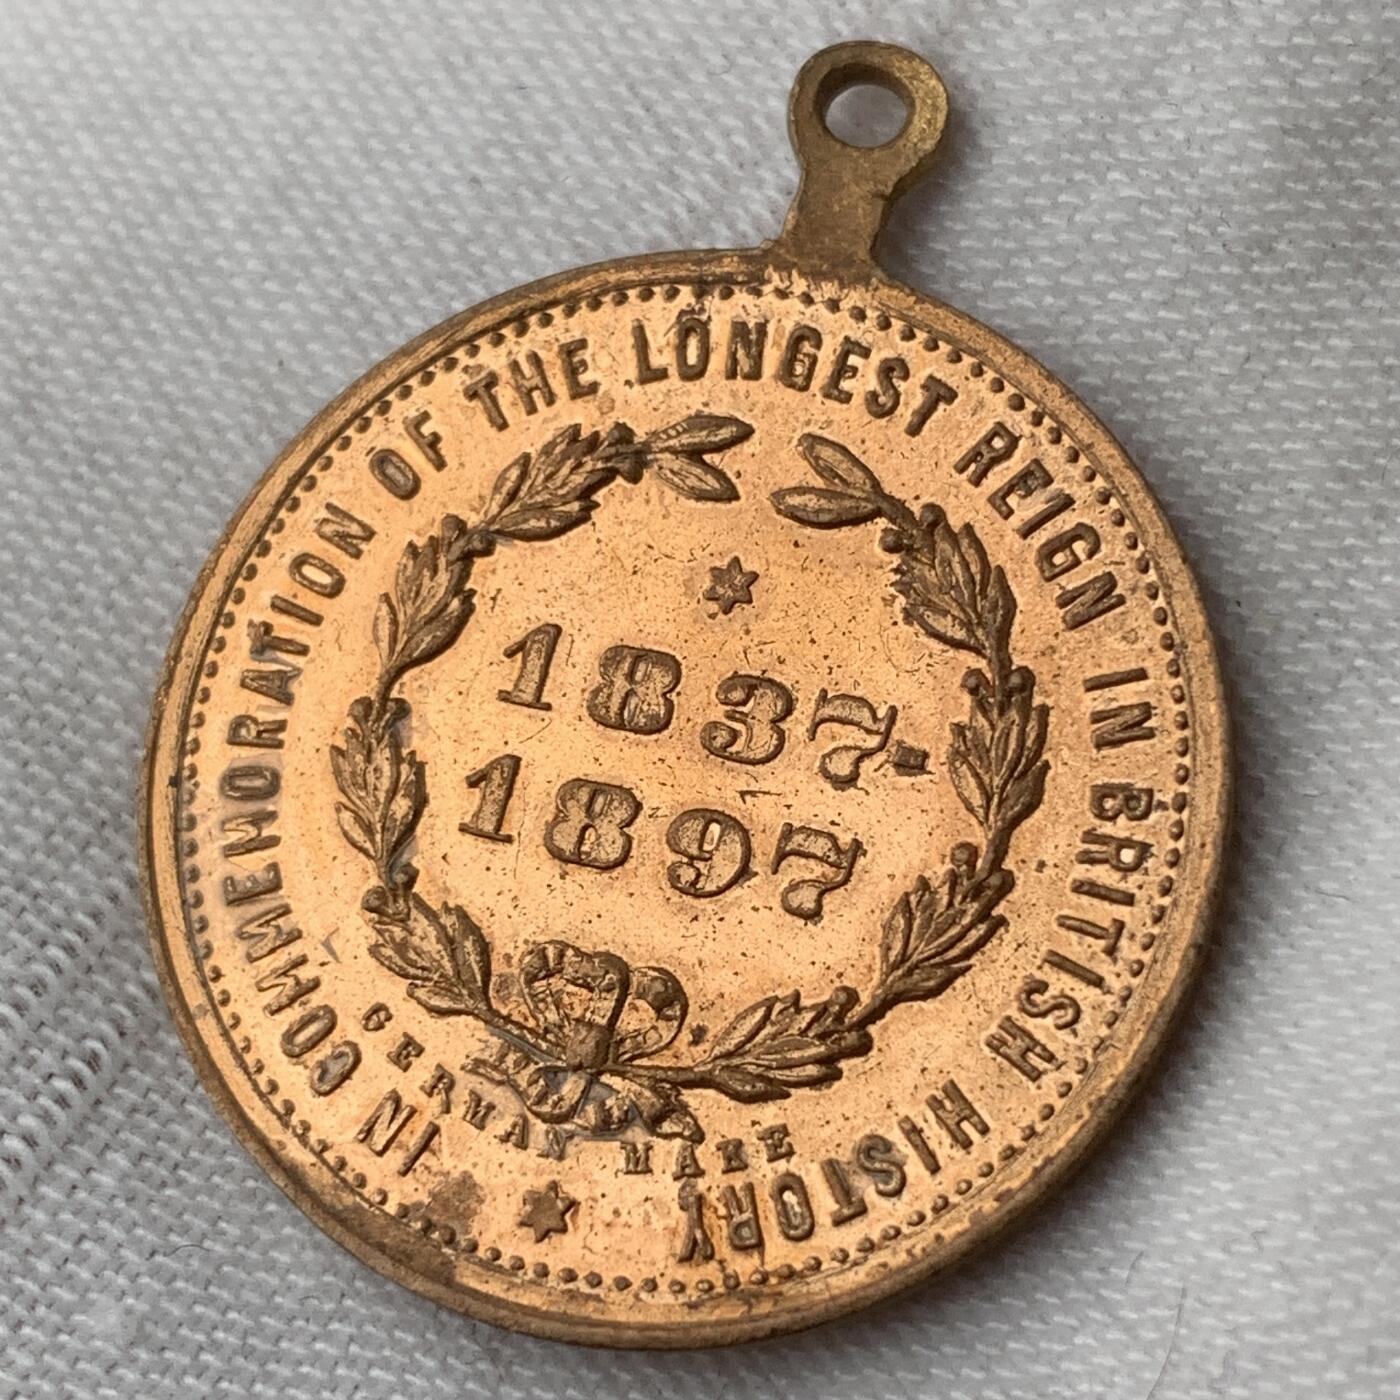 IN COMMEMORATION OF THE LONGEST REIGN IN BRITISH HISTORY
1837-
1897
GERMAN MAKE